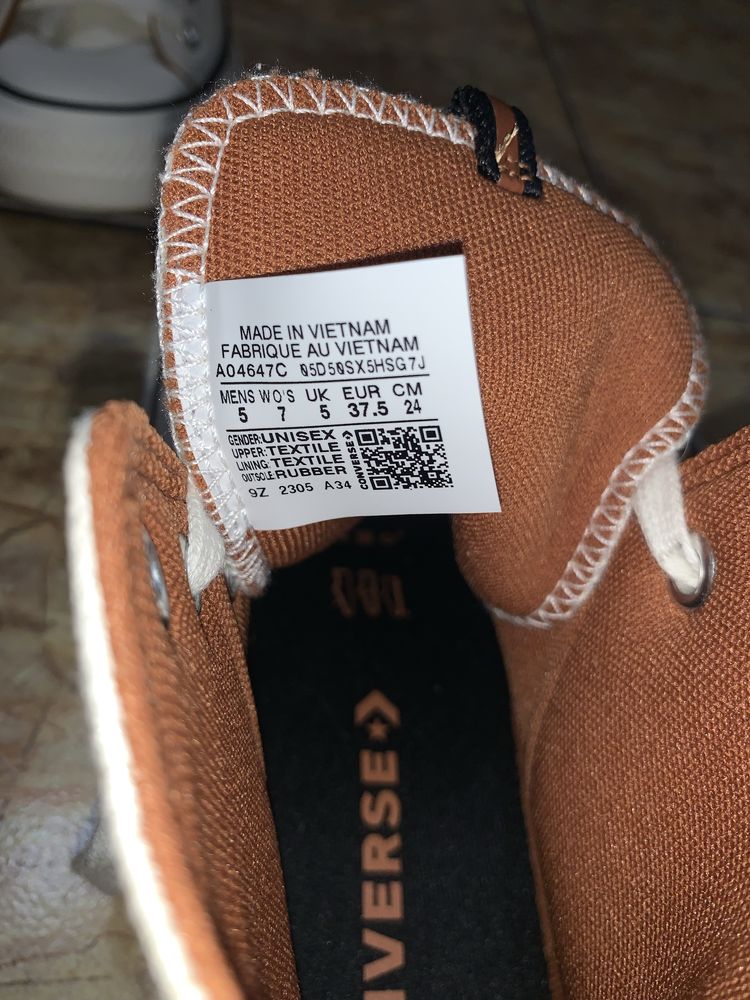 MADE IN VIETNAM
FABRIQUE AU VIETNAM
A04647C 05D50SX5HSG7J
MENS WO'S UK EUR CM
5 7 5 37.5 24
GENDER:UNISEX
UPPER:TEXTILE
LINING:TEXTILE
OUTSOLE:RUBBER
CONVERSE
9Z 2305 A34
NVERSE